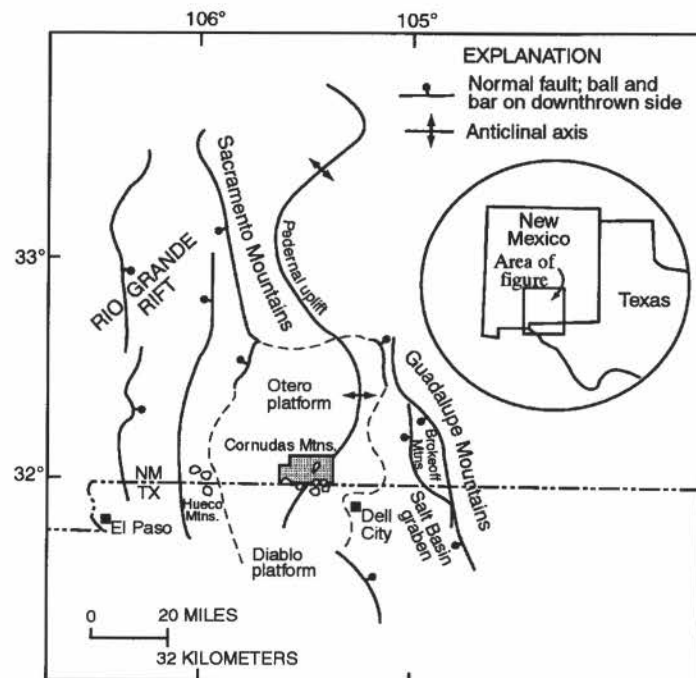 106°
105°
EXPLANATION
Normal fault; ball and
bar on downthrown side
Anticlinal axis
New
Mexico
Area of
figure
Texas
33°
RIO GRANDE
RIFT
Sacramento Mountains
Pedernal uplift
Otero
platform
Guadalupe Mountains
Cornudas Mtns.
Brokeoff
Mtns.
32°
NM
TX
Hueco
Mtns.
El Paso
Dell
City
Salt Basin
graben
Diablo
platform
0 20 MILES
32 KILOMETERS